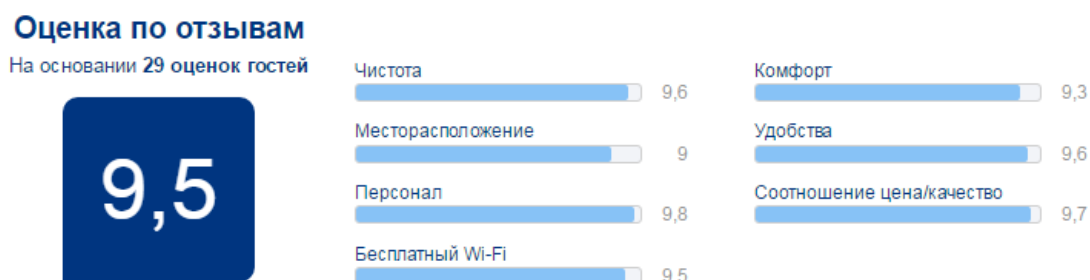 Оценка по отзывам
На основании 29 оценок гостей
9,5
Чистота
9,6
Месторасположение
9
Персонал
9,8
Бесплатный Wi-Fi
9,5
Комфорт
9,3
Удобства
9,6
Соотношение цена/качество
9,7